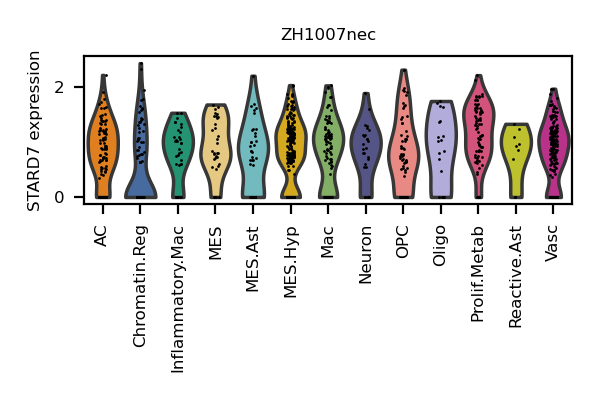 ZH1007nec
STARD7 expression
2
0
AC
Chromatin.Reg
Inflammatory.Mac
MES
MES.Ast
MES.Hyp
Mac
Neuron
OPC
Oligo
Prolif.Metab
Reactive.Ast
Vasc